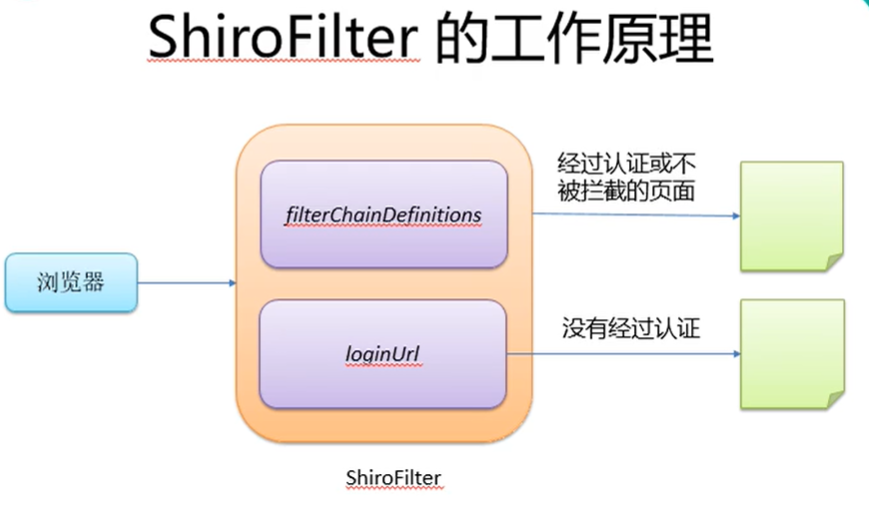 ShiroFilter 的工作原理
经过认证或不
被拦截的页面
filterChainDefinitions
浏览器
没有经过认证
loginUrl
ShiroFilter